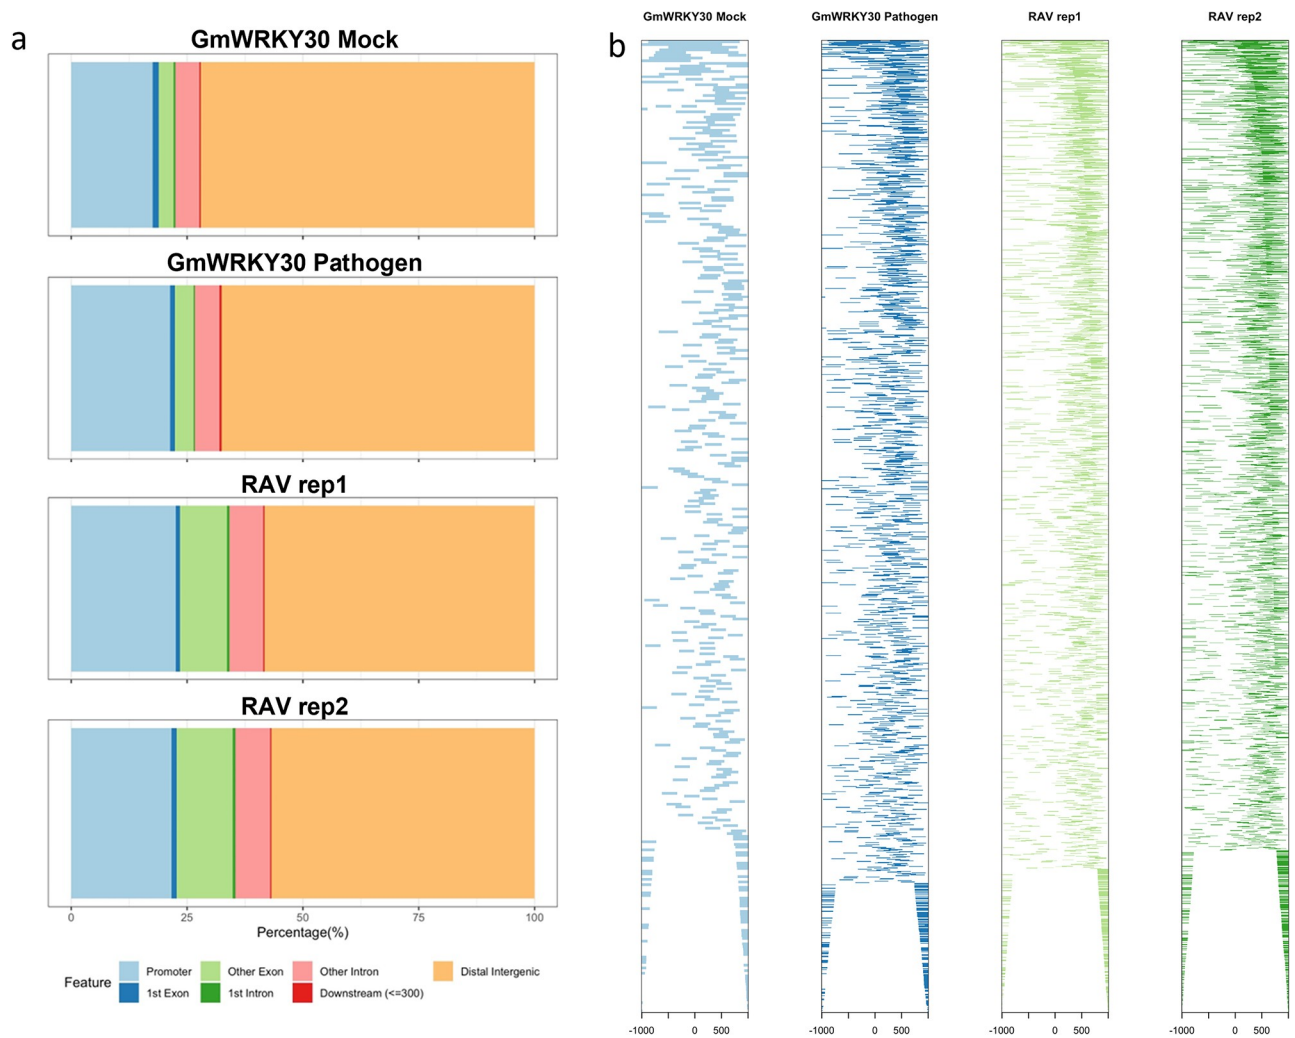 a
GmWRKY30 Mock
GmWRKY30 Pathogen
RAV rep1
RAV rep2
0 25 50 75 100
Percentage(%)
Feature
Promoter Other Exon Other Intron Distal Intergenic
1st Exon 1st Intron Downstream (<=300)
b
GmWRKY30 Mock GmWRKY30 Pathogen RAV rep1 RAV rep2
-1000 0 500 -1000 0 500 -1000 0 500 -1000 0 500